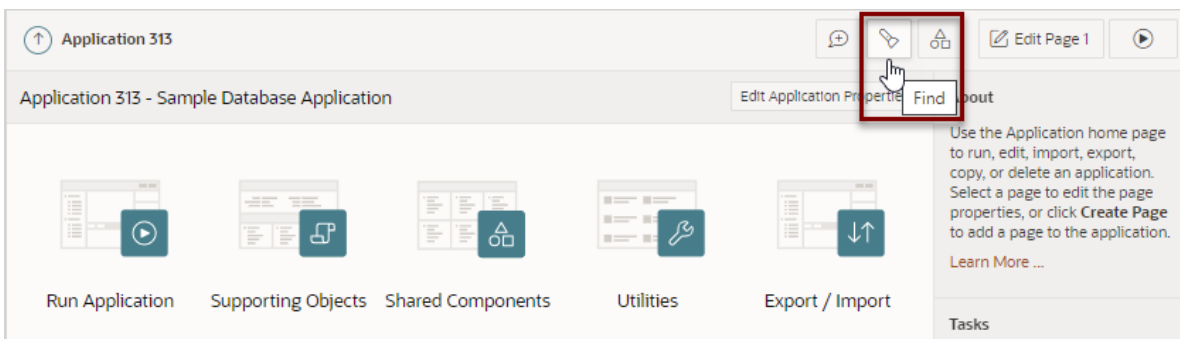 Application 313
Edit Page 1
Application 313 - Sample Database Application
Edit Application
Find
About
Use the Application home page
to run, edit, import, export,
copy, or delete an application.
Select a page to edit the page
properties, or click Create Page
to add a page to the application.
Learn More ...
Run Application
Supporting Objects
Shared Components
Utilities
Export / Import
Tasks